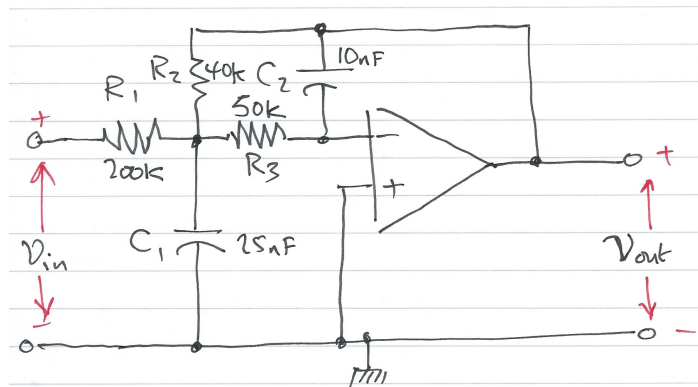 10nF
R2 40k C2
R1
50k
+
200k
R3
+
+
C1 25nF
Vin
Vout
−
−